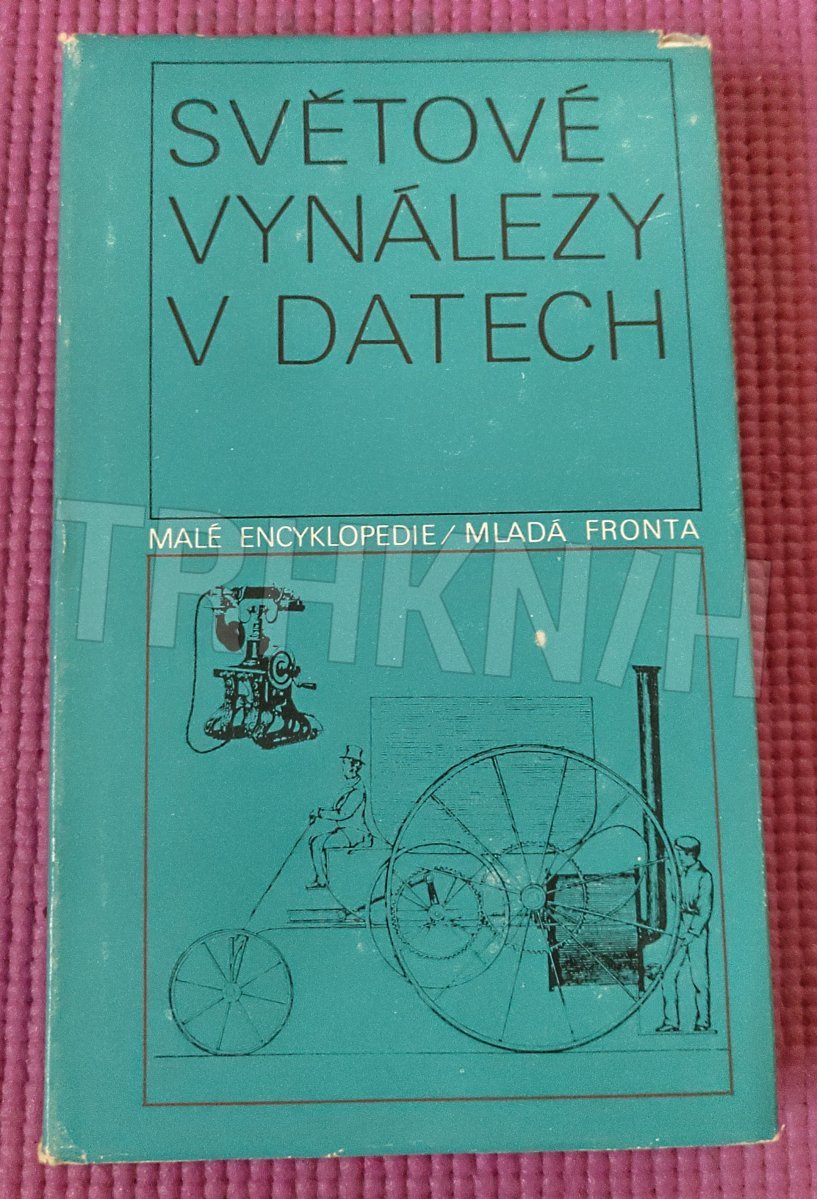 SVĚTOVÉ
VYNÁLEZY
V DATECH
MALÉ ENCYKLOPEDIE / MLADÁ FRONTA
TRHKNIH